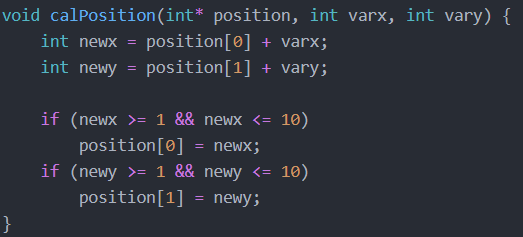 void calPosition(int* position, int varx, int vary) {
    int newx = position[0] + varx;
    int newy = position[1] + vary;

    if (newx >= 1 && newx <= 10)
        position[0] = newx;
    if (newy >= 1 && newy <= 10)
        position[1] = newy;
}